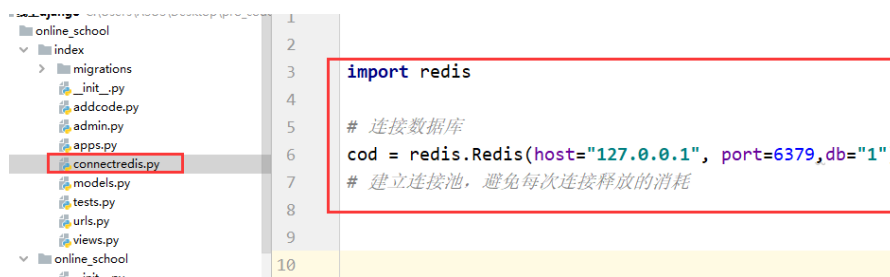 online_school
index
migrations
__init__.py
addcode.py
admin.py
apps.py
connectredis.py
models.py
tests.py
urls.py
views.py
online_school
1
2
3 import redis
4
5 # 连接数据库
6 cod = redis.Redis(host="127.0.0.1", port=6379,db="1"
7 # 建立连接池，避免每次连接释放的消耗
8
9
10